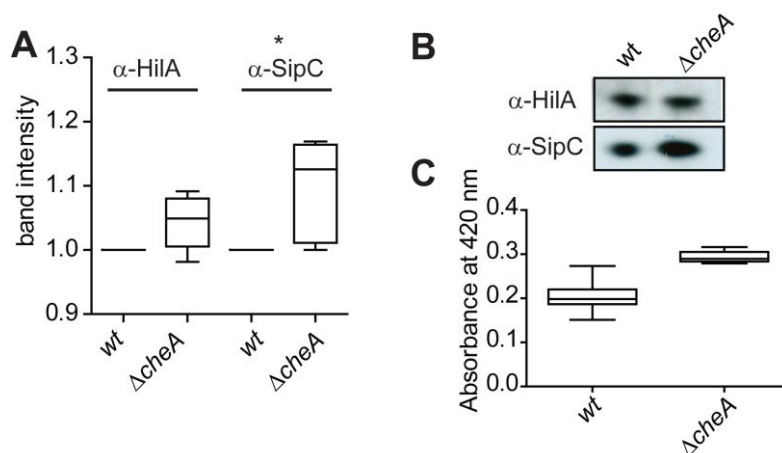 A
*
α-HilA
α-SipC
band intensity
1.3
1.2
1.1
1.0
0.9
wt
ΔcheA
wt
ΔcheA
B
wt
ΔcheA
α-HilA
α-SipC
C
Absorbance at 420 nm
0.4
0.3
0.2
0.1
0.0
wt
ΔcheA